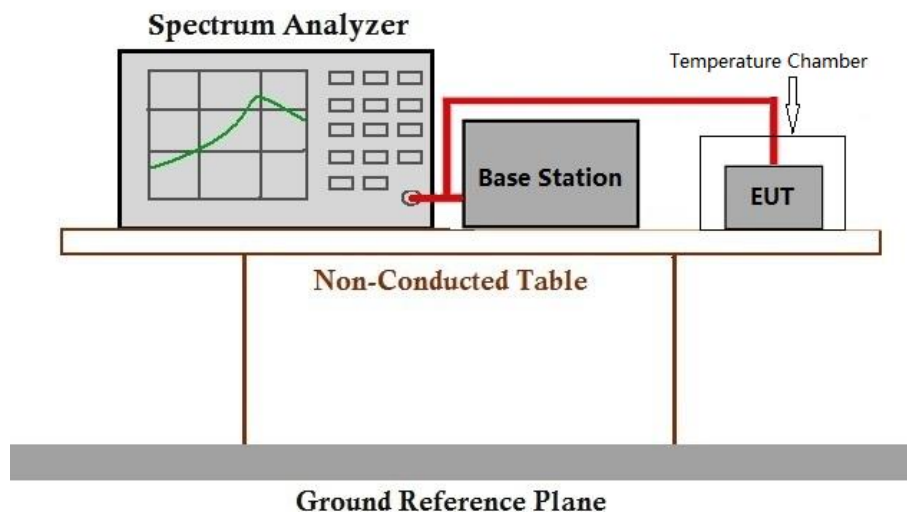 Spectrum Analyzer
Temperature Chamber
Base Station
EUT
Non-Conducted Table
Ground Reference Plane